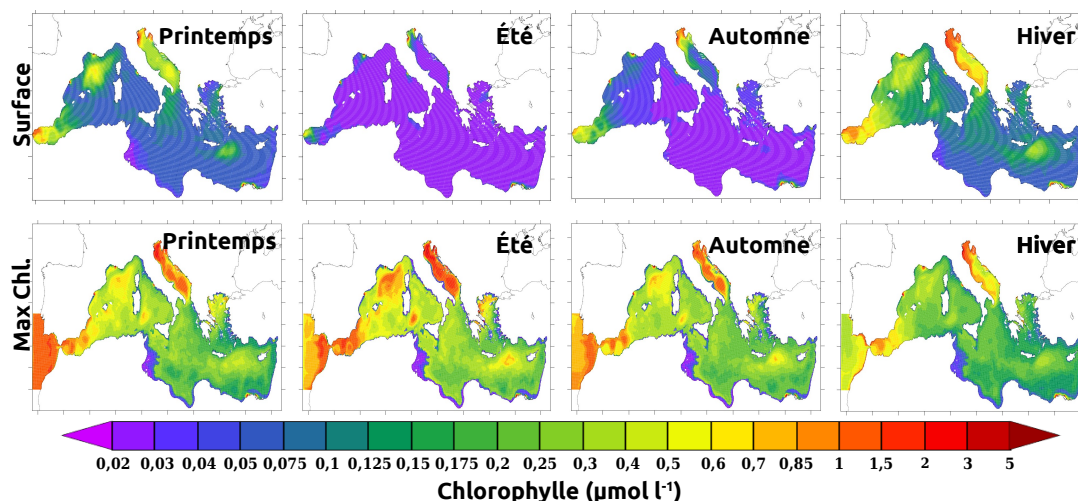 Printemps
Été
Automne
Hiver
Surface
Printemps
Été
Automne
Hiver
Max Chl.
0,02 0,03 0,04 0,05 0,075 0,1 0,125 0,15 0,175 0,2 0,25 0,3 0,4 0,5 0,6 0,7 0,85 1 1,5 2 3 5
Chlorophylle (μmol l⁻¹)